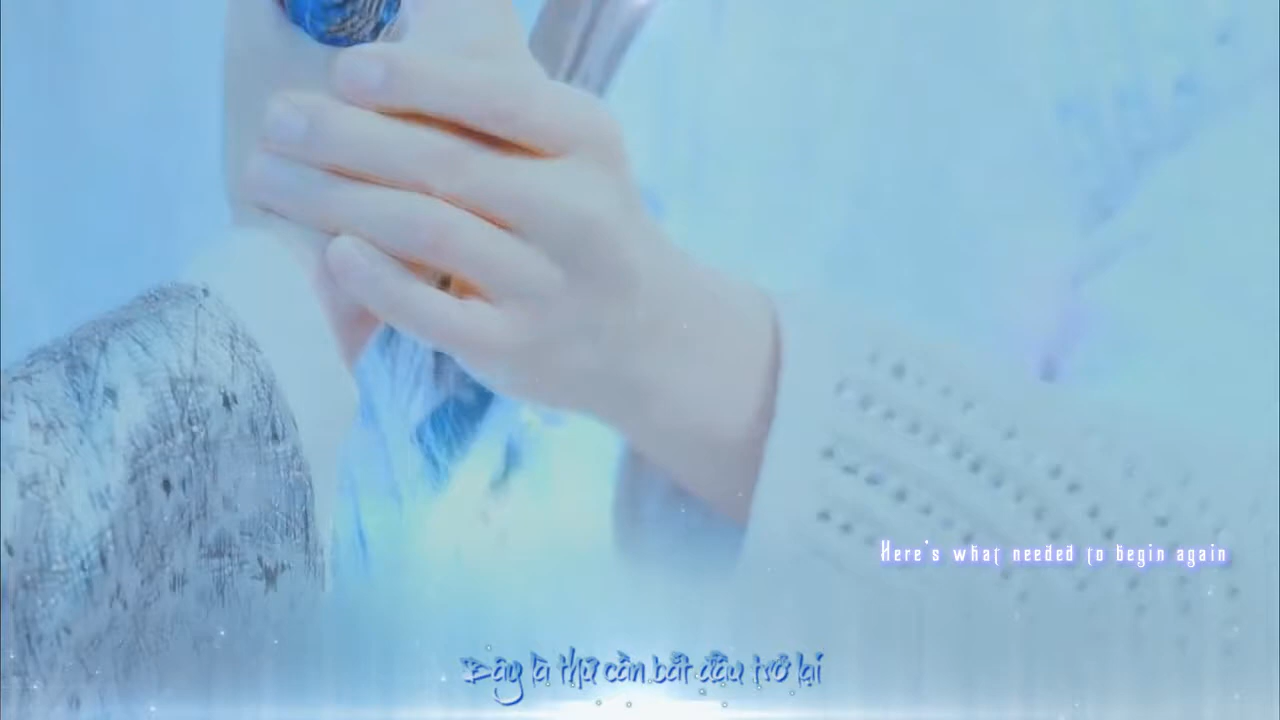 Here's what needed to begin again
Đây là thứ cần bắt đầu trở lại